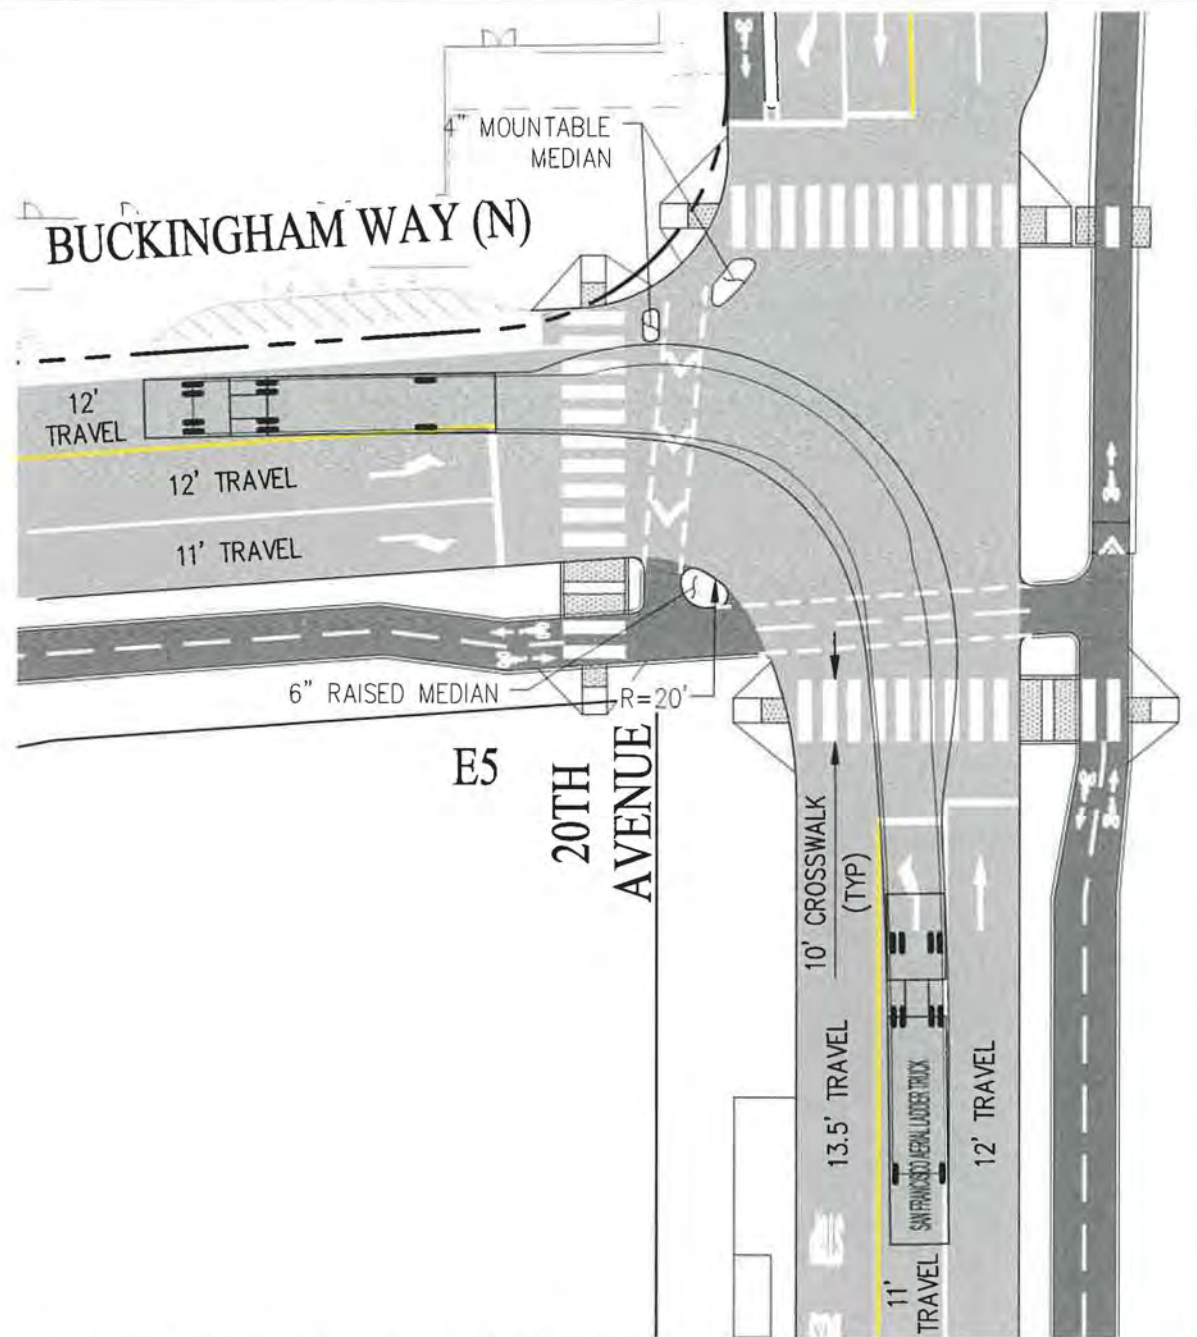 4" MOUNTABLE
MEDIAN
BUCKINGHAM WAY (N)
12'
TRAVEL
12' TRAVEL
11' TRAVEL
6" RAISED MEDIAN
R=20'
E5
20TH
AVENUE
10' CROSSWALK
(TYP)
13.5' TRAVEL
SAN FRANCISCO AERIAL LADDER TRUCK
12' TRAVEL
11'
TRAVEL